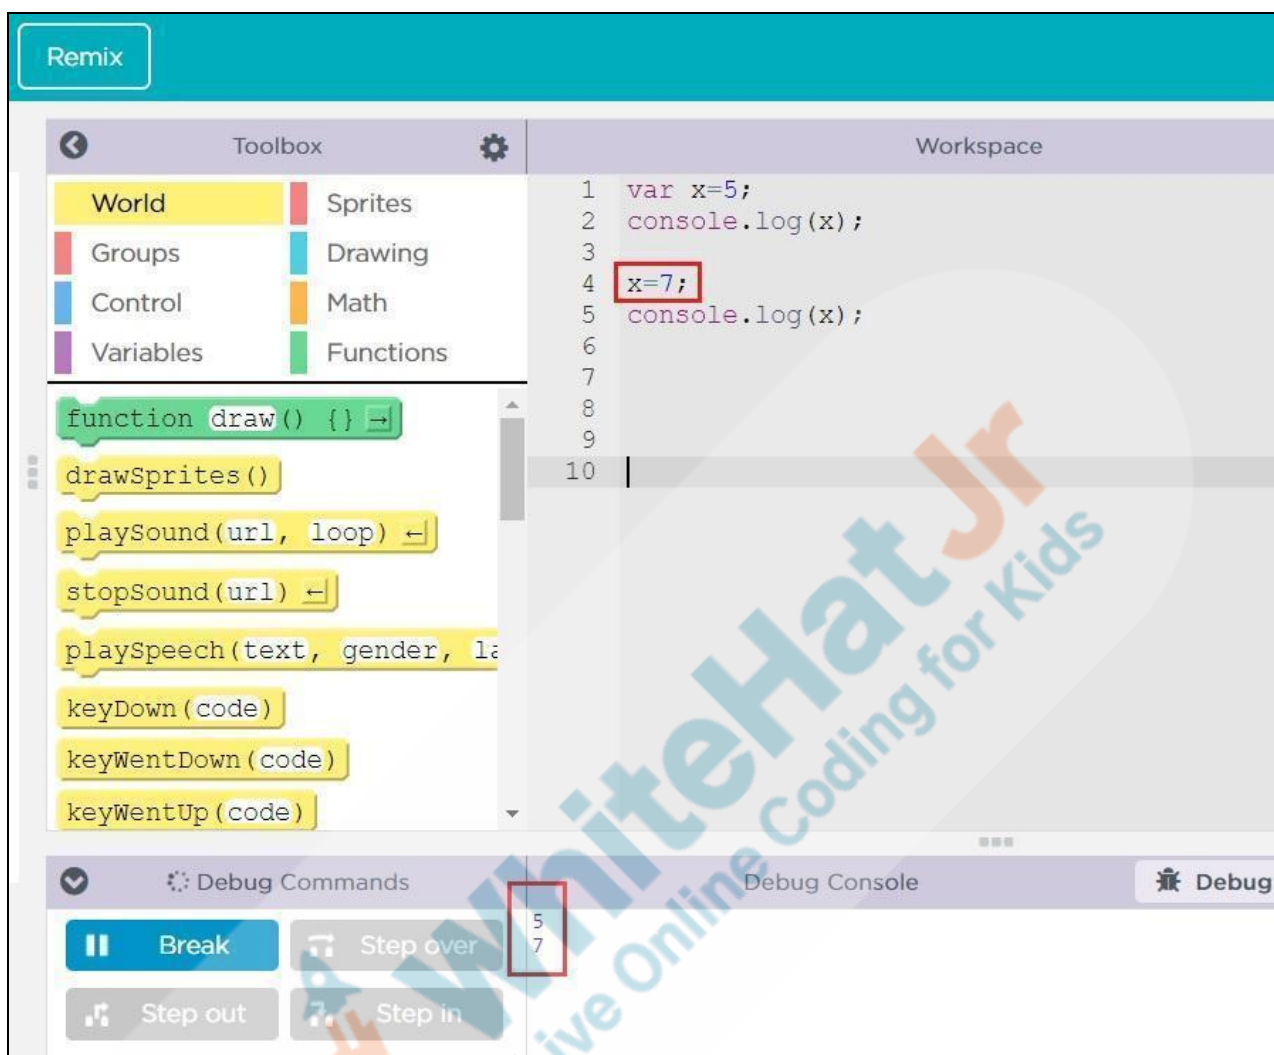 Remix
Toolbox
Workspace
World
Sprites
Groups
Drawing
Control
Math
Variables
Functions
function draw() {} →
drawSprites()
playSound(url, loop) ←
stopSound(url) ←
playSpeech(text, gender, la
keyDown(code)
keyWentDown(code)
keyWentUp(code)
1 var x=5;
2 console.log(x);
3
4 x=7;
5 console.log(x);
6
7
8
9
10
Debug Commands
Debug Console
Debug
Break
Step over
Step out
Step in
5
7
WhiteHat Jr
ive Online Coding for Kids